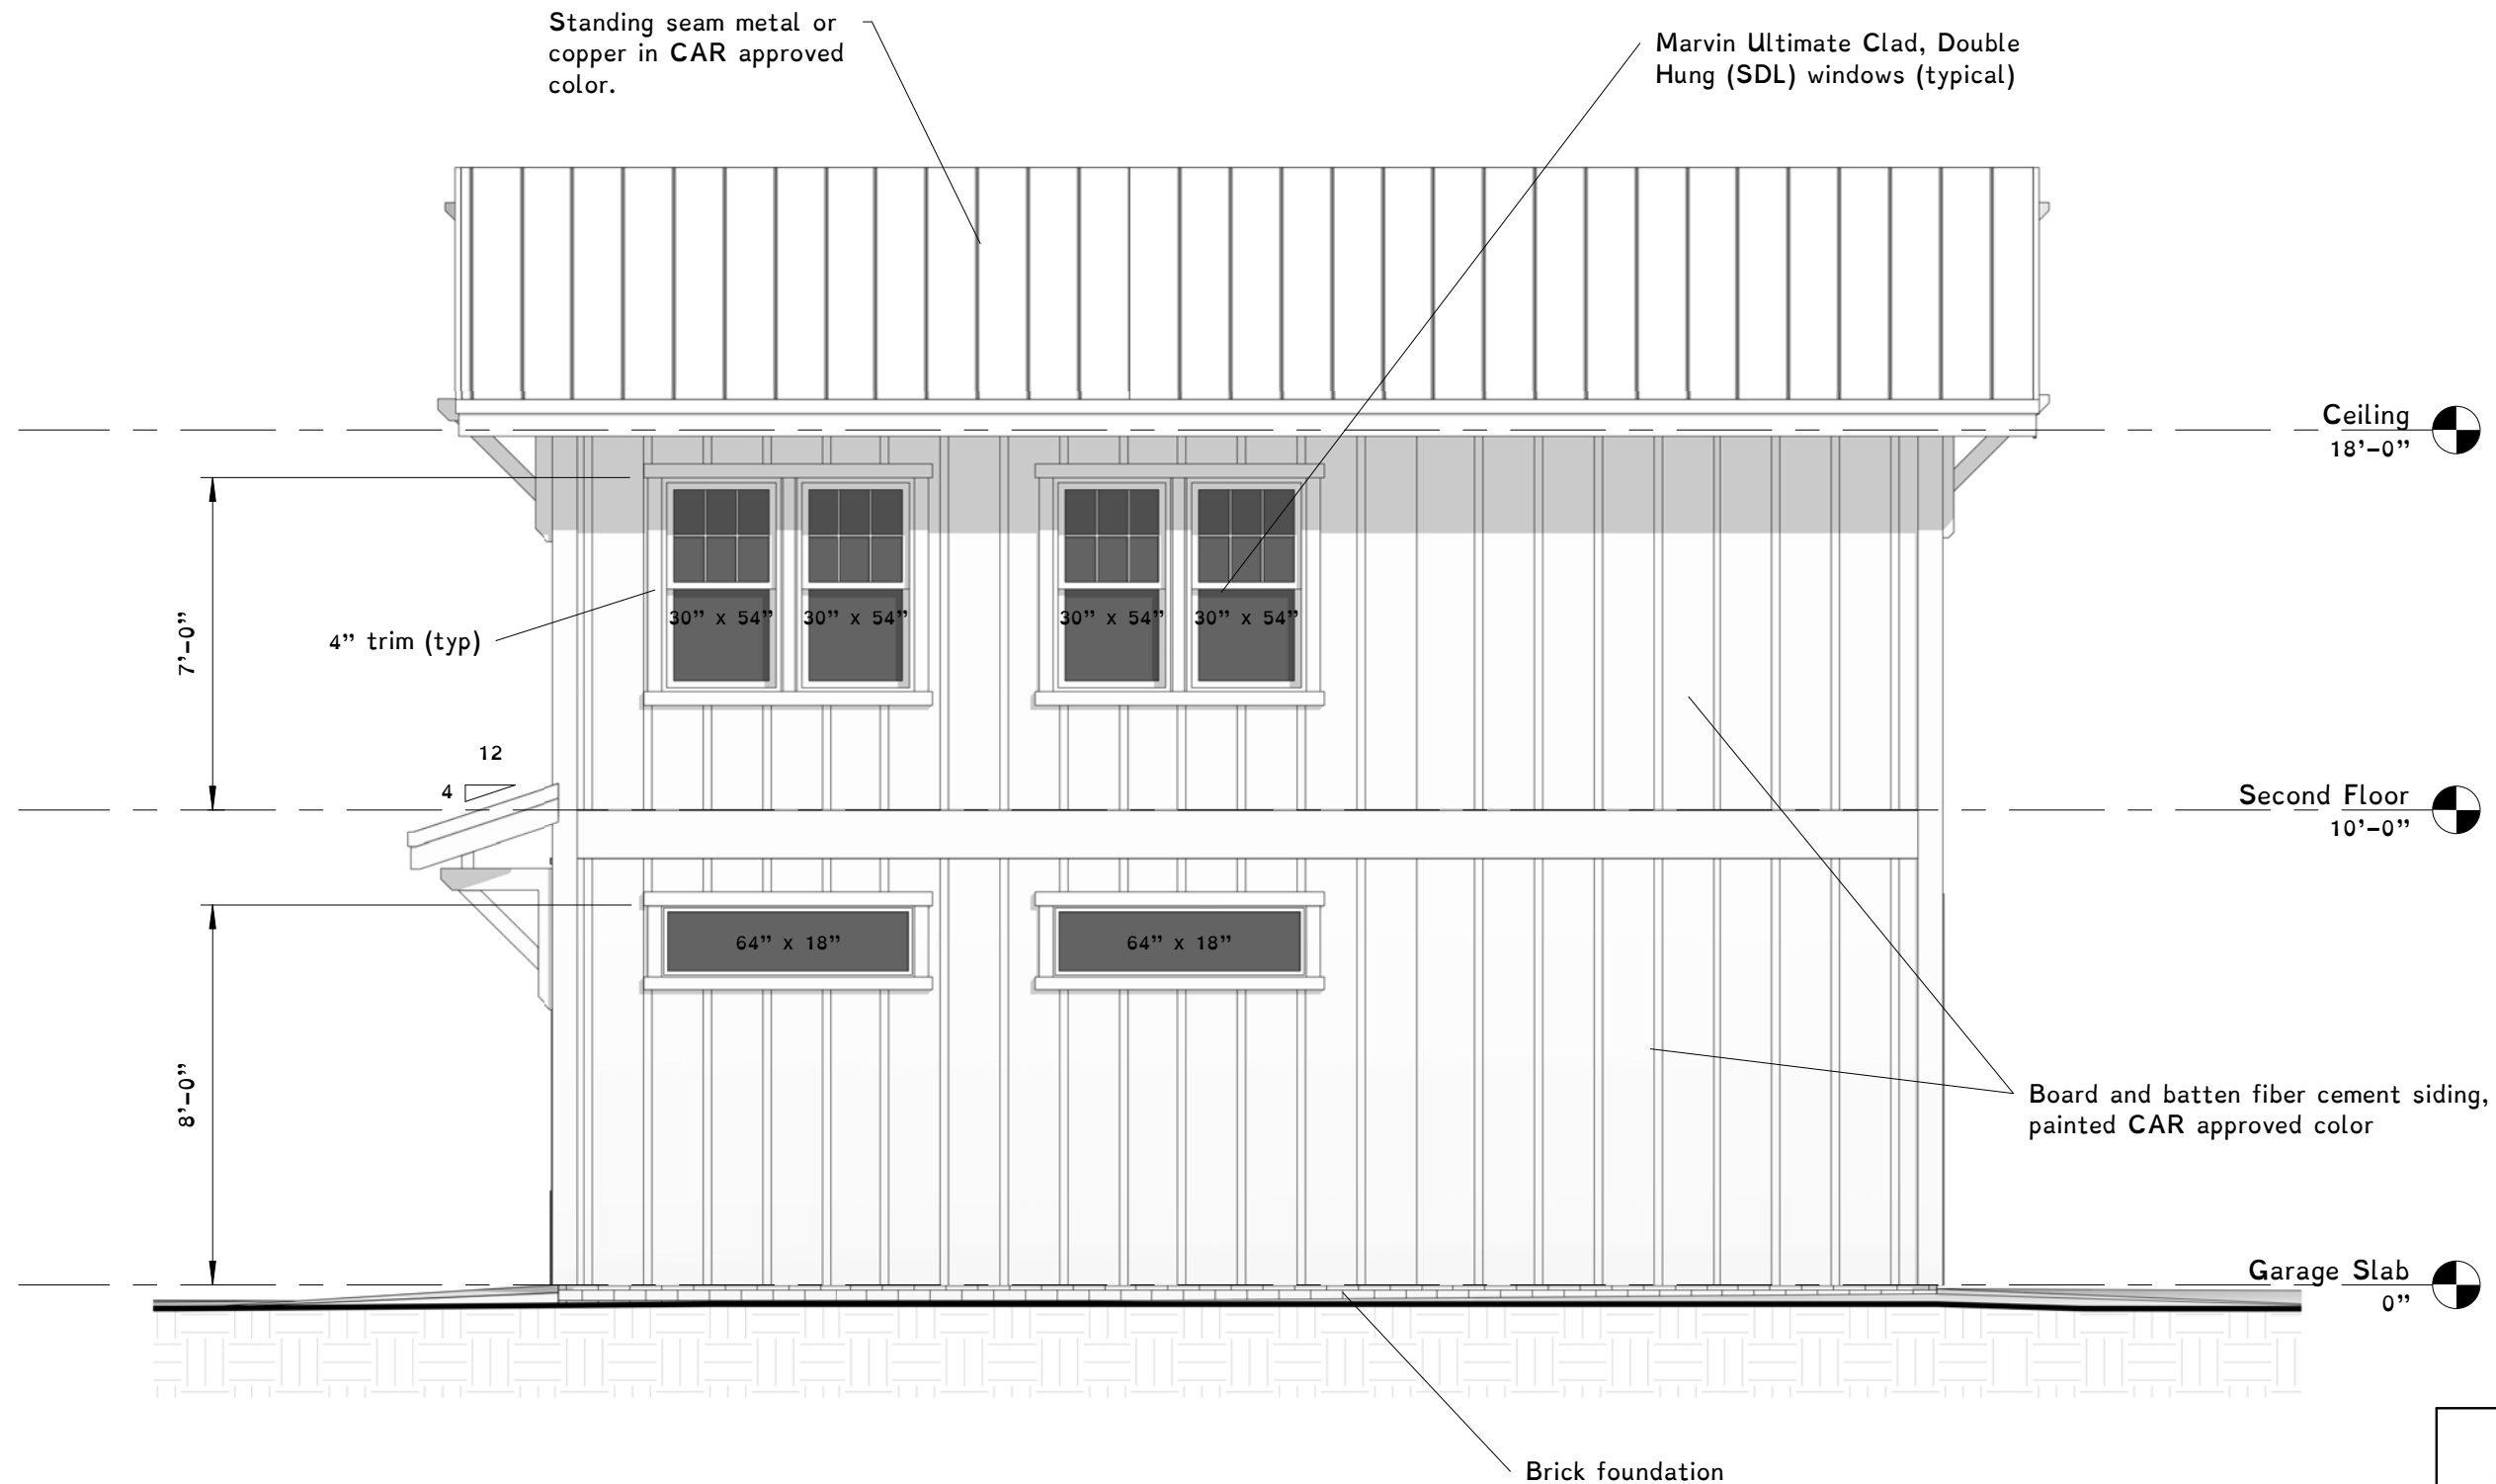 Standing seam metal or
copper in CAR approved
color.
Marvin Ultimate Clad, Double
Hung (SDL) windows (typical)
Ceiling
18'-0"
30" x 54"
30" x 54"
30" x 54"
30" x 54"
4" trim (typ)
7'-0"
12
4
Second Floor
10'-0"
64" x 18"
64" x 18"
8'-0"
Board and batten fiber cement siding,
painted CAR approved color
Garage Slab
0"
Brick foundation